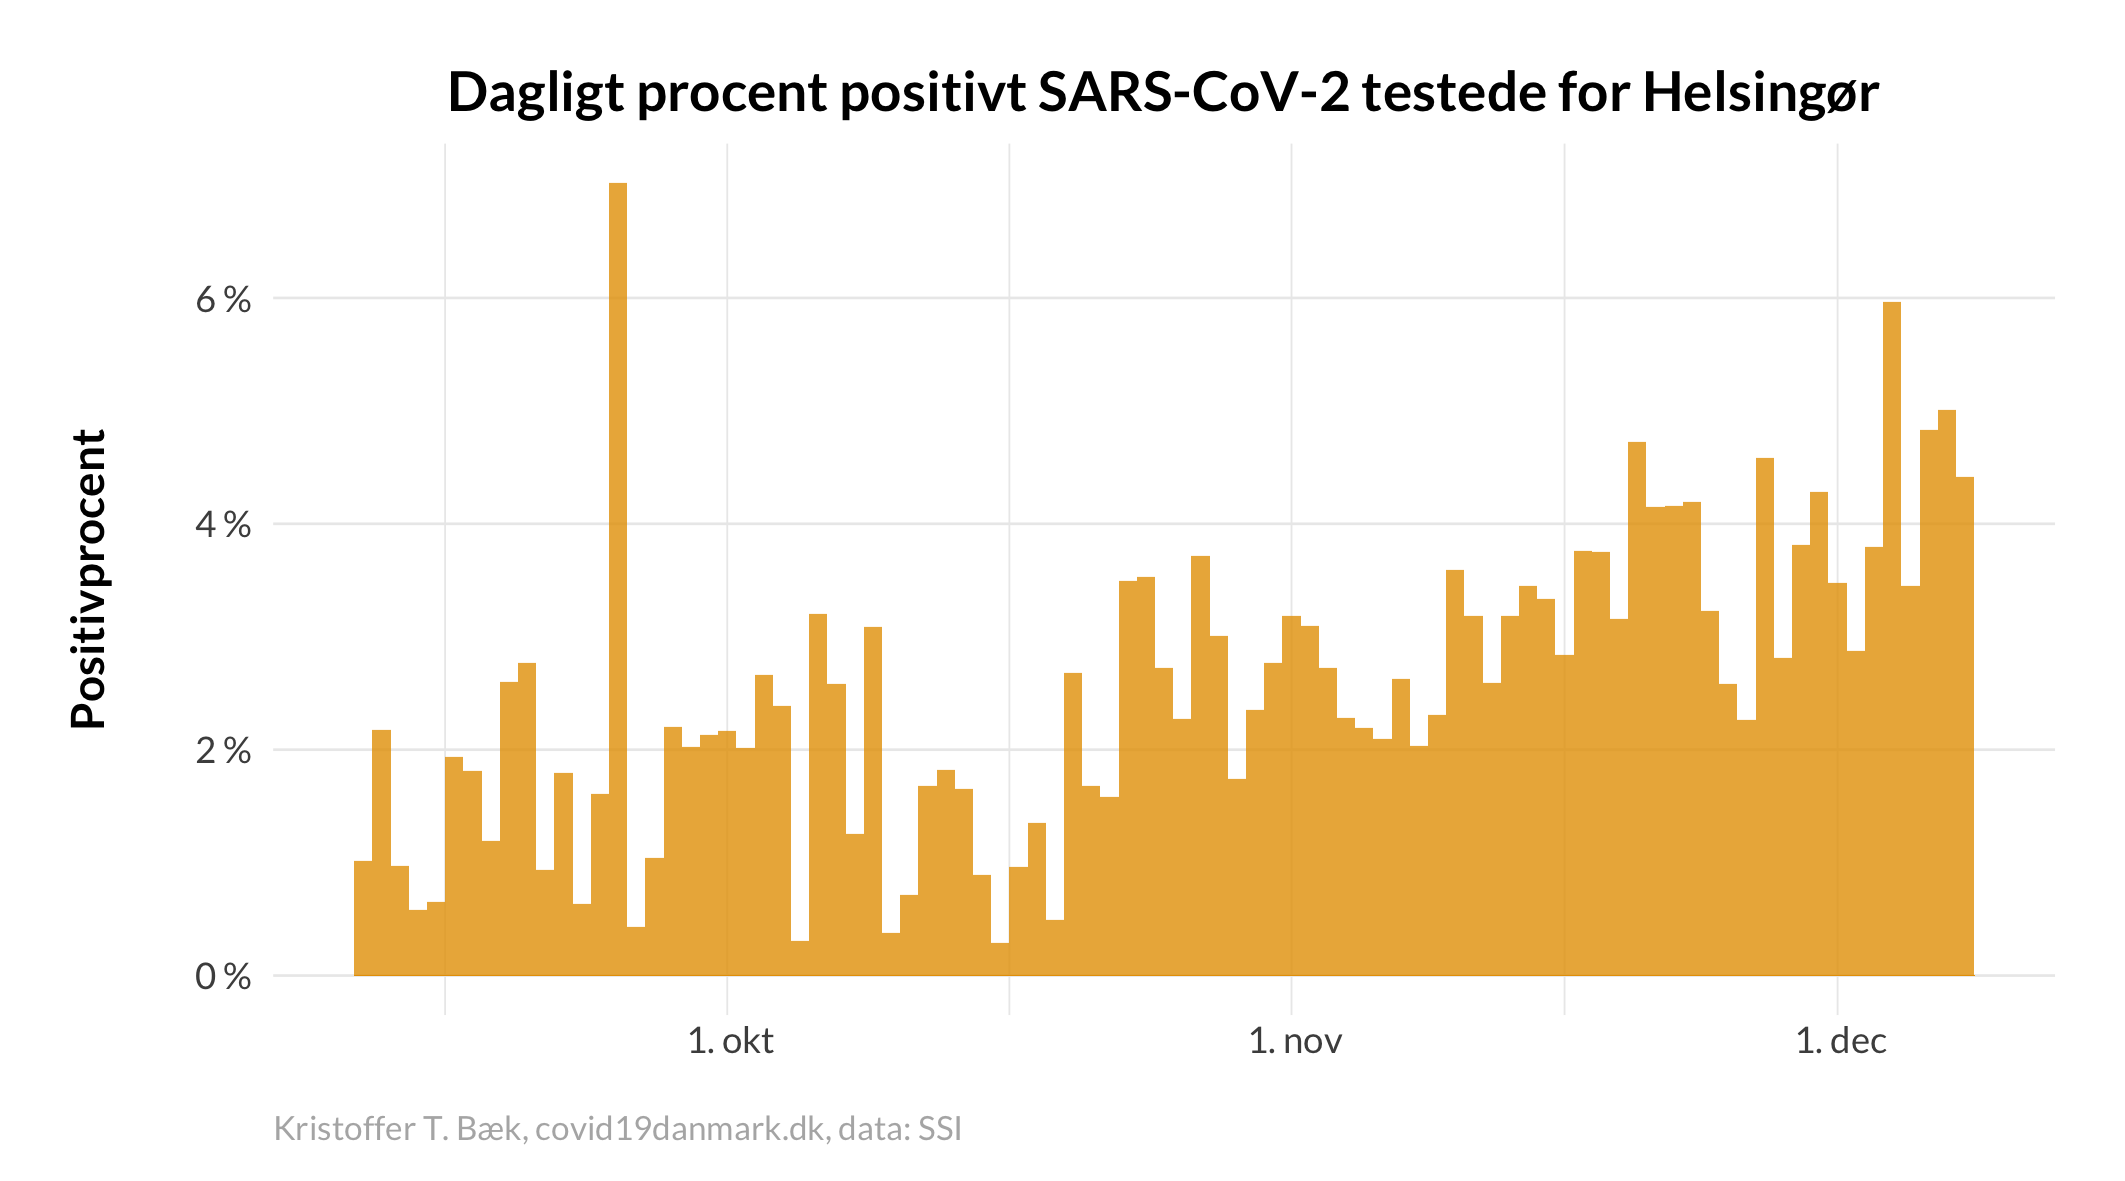 Dagligt procent positivt SARS-CoV-2 testede for Helsingør
Positivprocent
6 %
4 %
2 %
0 %
1. okt
1. nov
1. dec
Kristoffer T. Bæk, covid19danmark.dk, data: SSI